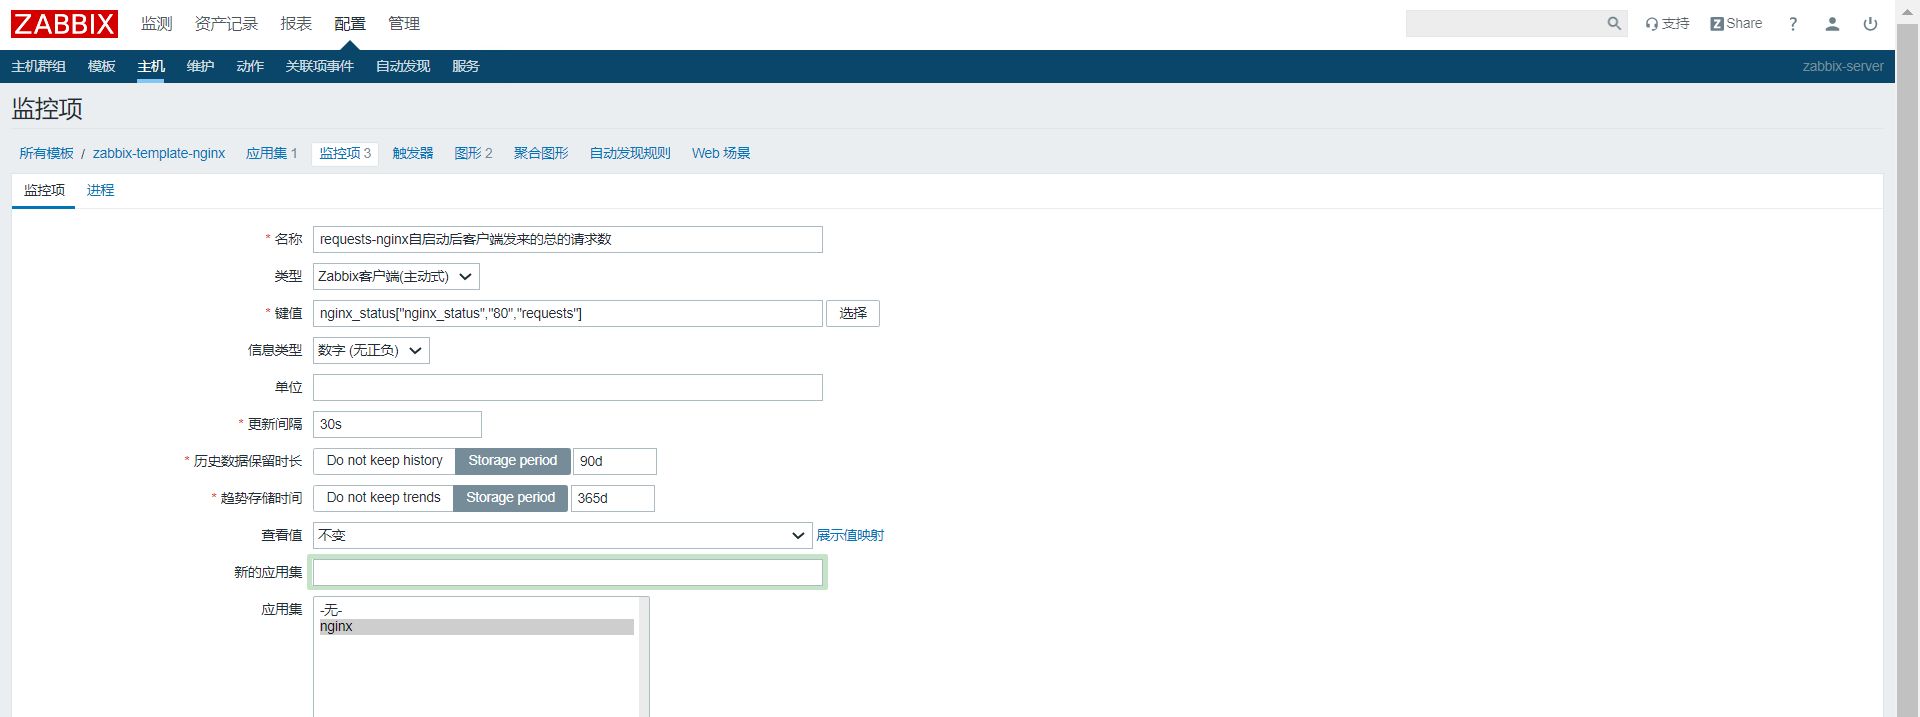 ZABBIX 监测 资产记录 报表 配置 管理 支持 Z Share ?
主机群组 模板 主机 维护 动作 关联项事件 自动发现 服务 zabbix-server
监控项
所有模板 / zabbix-template-nginx 应用集 1 监控项 3 触发器 图形 2 聚合图形 自动发现规则 Web 场景
监控项 进程
* 名称 requests-nginx自启动后客户端发来的总的请求数
类型 Zabbix客户端(主动式)
* 键值 nginx_status["nginx_status","80","requests"] 选择
信息类型 数字 (无正负)
单位
* 更新间隔 30s
* 历史数据保留时长 Do not keep history Storage period 90d
* 趋势存储时间 Do not keep trends Storage period 365d
查看值 不变 展示值映射
新的应用集
应用集 -无-
nginx